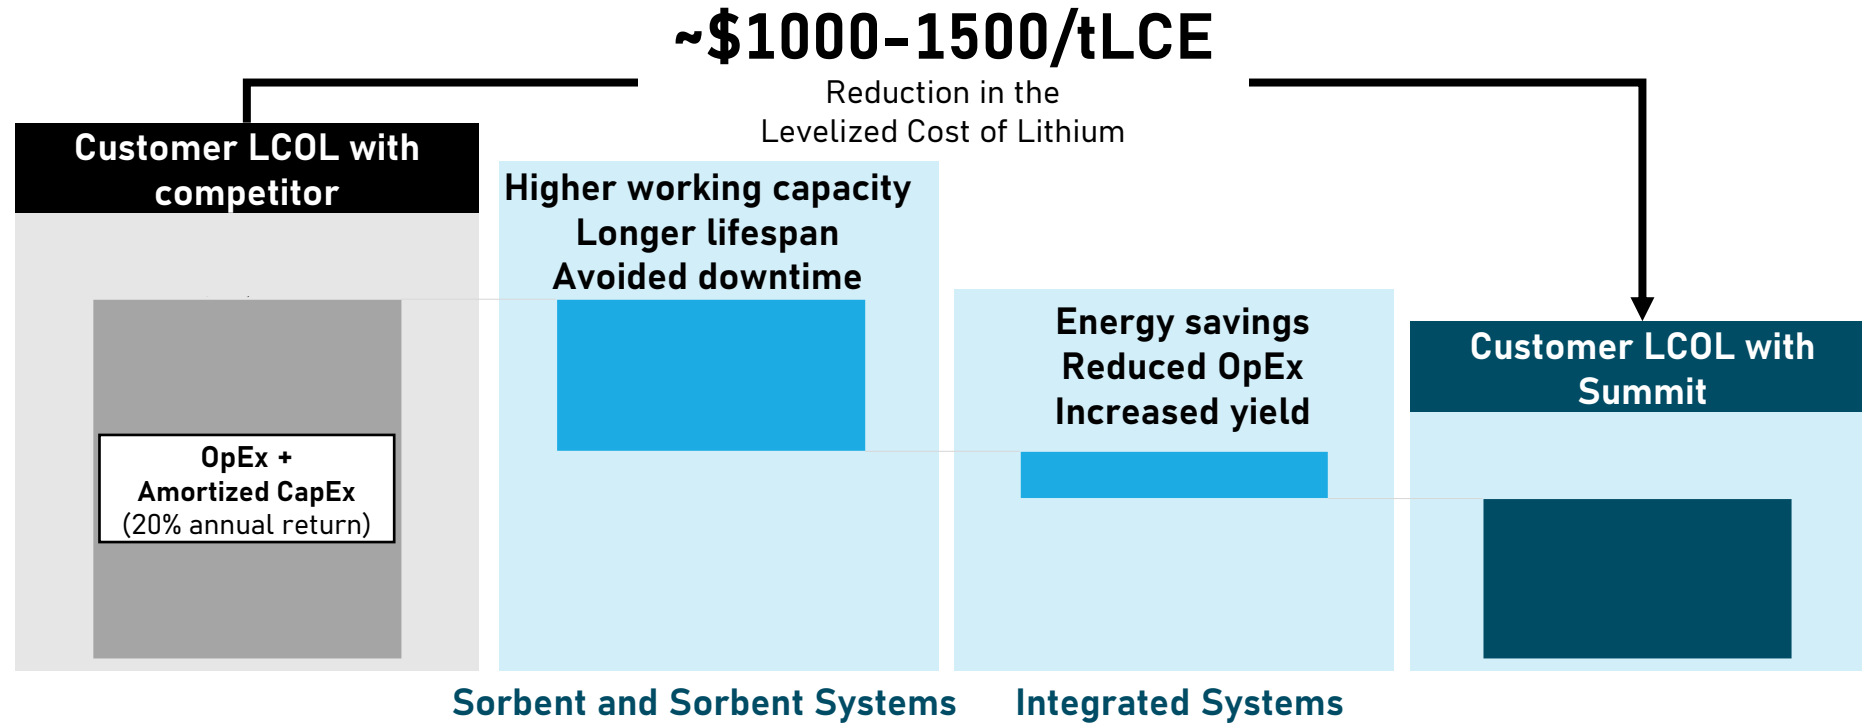 ~$1000-1500/tLCE
Reduction in the
Levelized Cost of Lithium
Customer LCOL with
competitor
Higher working capacity
Longer lifespan
Avoided downtime
Energy savings
Reduced OpEx
Increased yield
Customer LCOL with
Summit
OpEx +
Amortized CapEx
(20% annual return)
Sorbent and Sorbent Systems
Integrated Systems